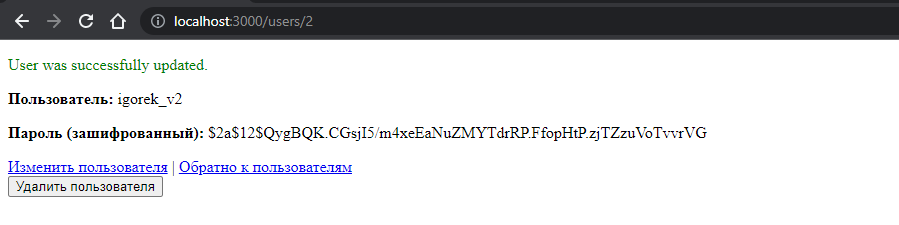 localhost:3000/users/2
User was successfully updated.
Пользователь: igorek_v2
Пароль (зашифрованный): $2a$12$QygBQK.CGsjI5/m4xeEaNuZMYTdrRP.FfopHtP.zjTZzuVoTvvrVG
Изменить пользователя | Обратно к пользователям
Удалить пользователя